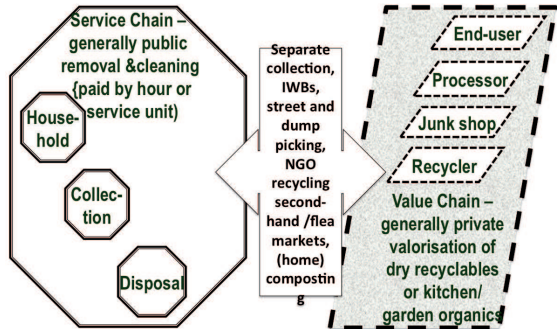 Service Chain –
generally public
removal &cleaning
{paid by hour or
service unit)
House-
hold
Collec-
tion
Disposal
Separate
collection,
IWBs,
street and
dump
picking,
NGO
recycling
second-
hand /flea
markets,
(home)
compostin
g
End-user
Processor
Junk shop
Recycler
Value Chain –
generally private
valorisation of
dry recyclables
or kitchen/
garden organics